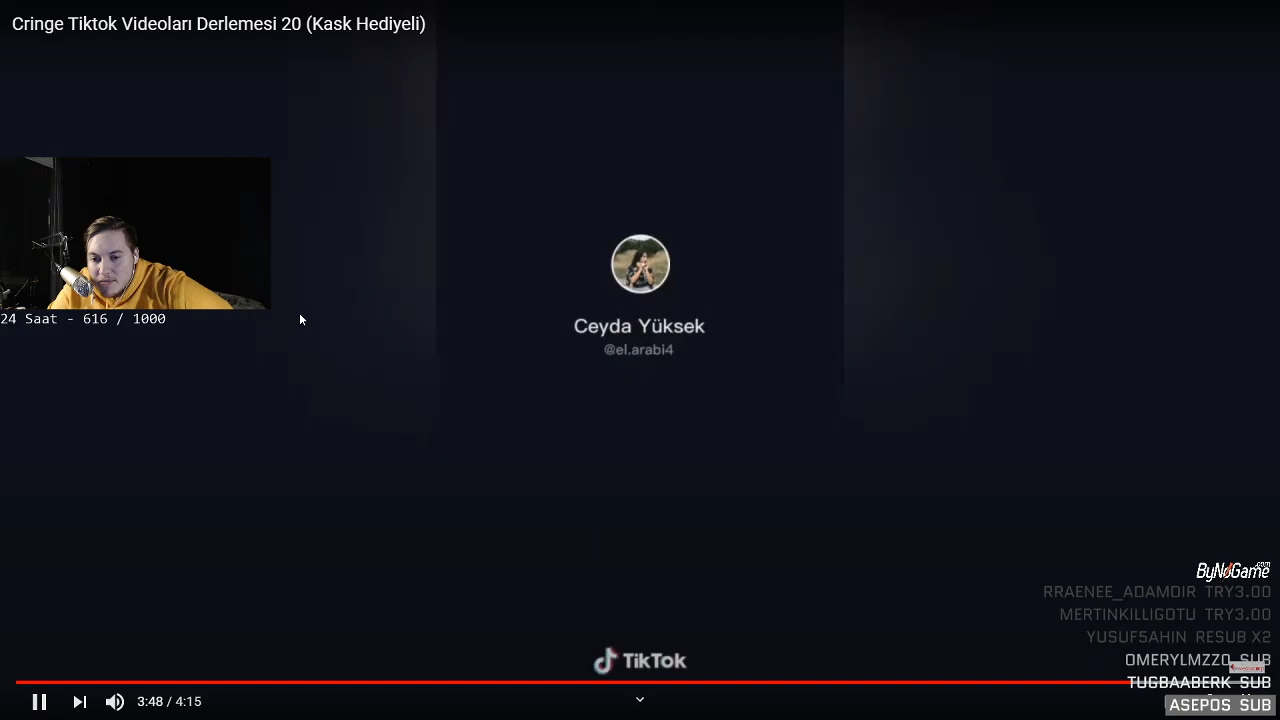 Cringe Tiktok Videoları Derlemesi 20 (Kask Hediyeli)
24 Saat - 616 / 1000
Ceyda Yüksek
@el.arabi4
ByNoGame.com
RRAENEE_ADAMDIR TRY3.00
MERTINKILLIGOTU TRY3.00
YUSUF5AHIN RESUB X2
OMERYLMZZ0 SUB
TUGBAABERK SUB
ASEPOS SUB
TikTok
3:48 / 4:15